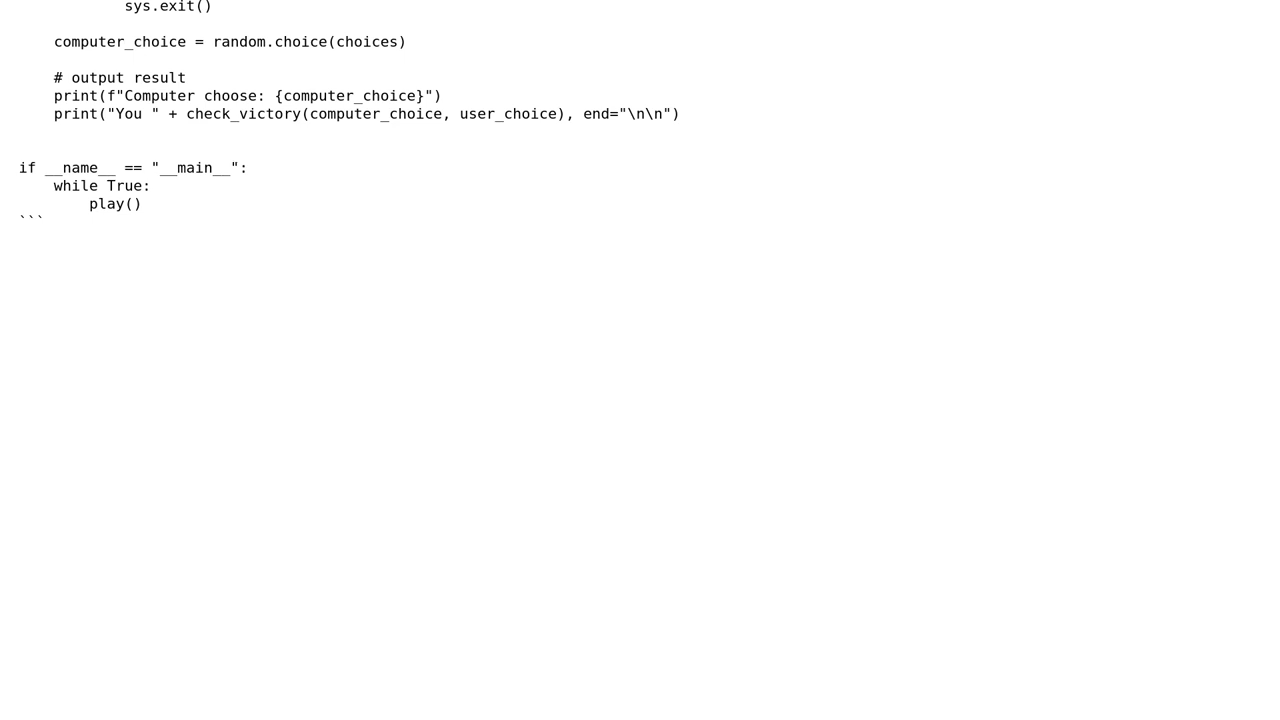 sys.exit()

    computer_choice = random.choice(choices)

    # output result
    print(f"Computer choose: {computer_choice}")
    print("You " + check_victory(computer_choice, user_choice), end="\n\n")


if __name__ == "__main__":
    while True:
        play()
```